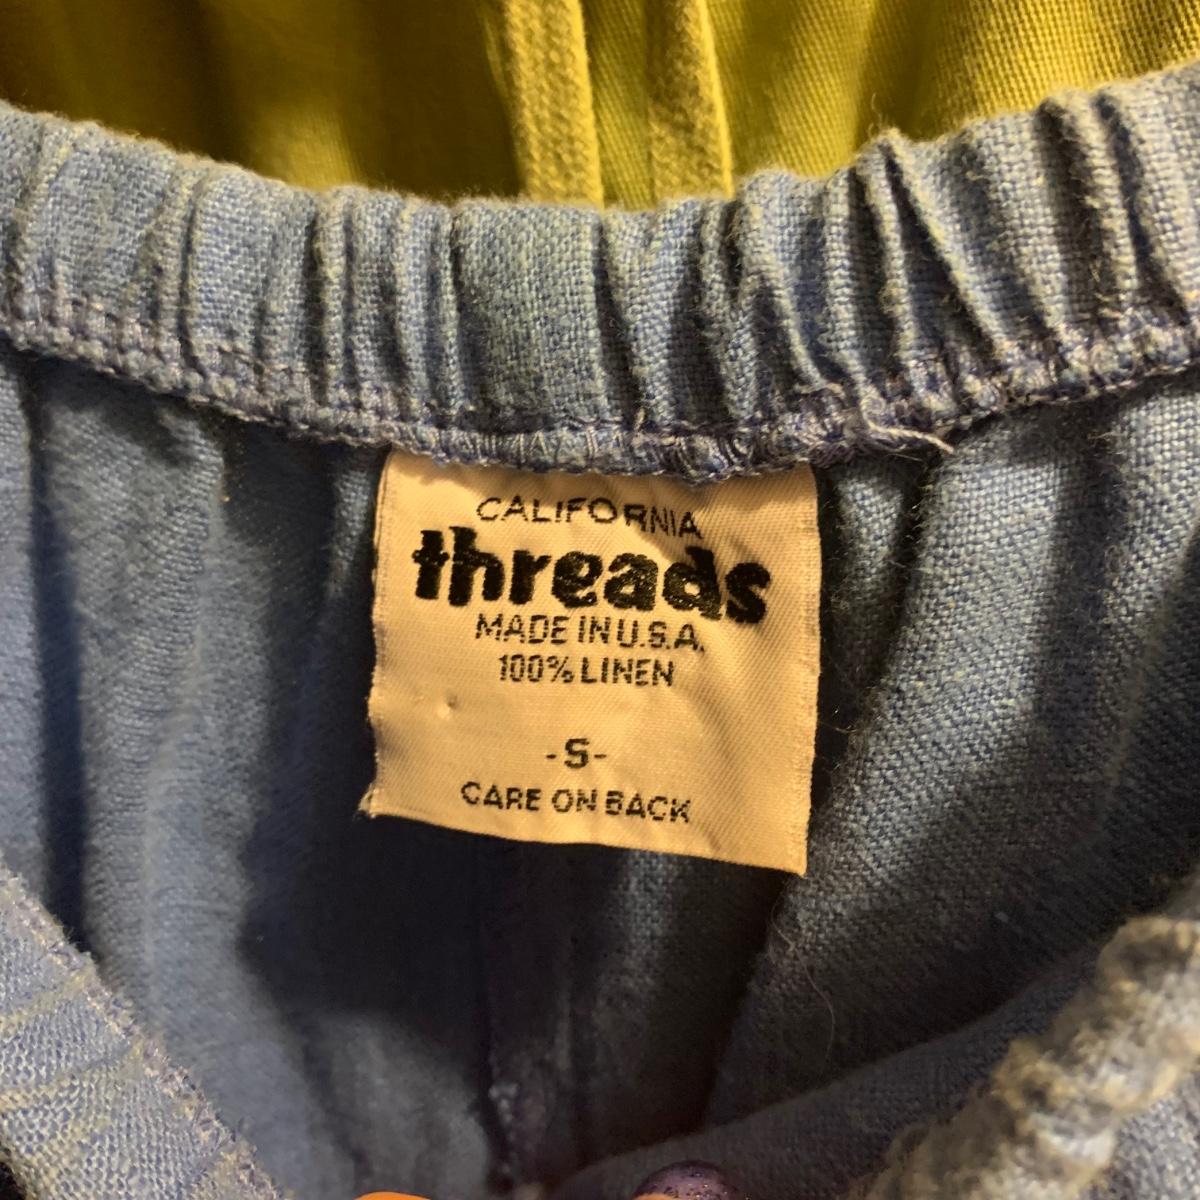 CALIFORNIA
threads
MADE IN U.S.A.
100% LINEN
-S-
CARE ON BACK